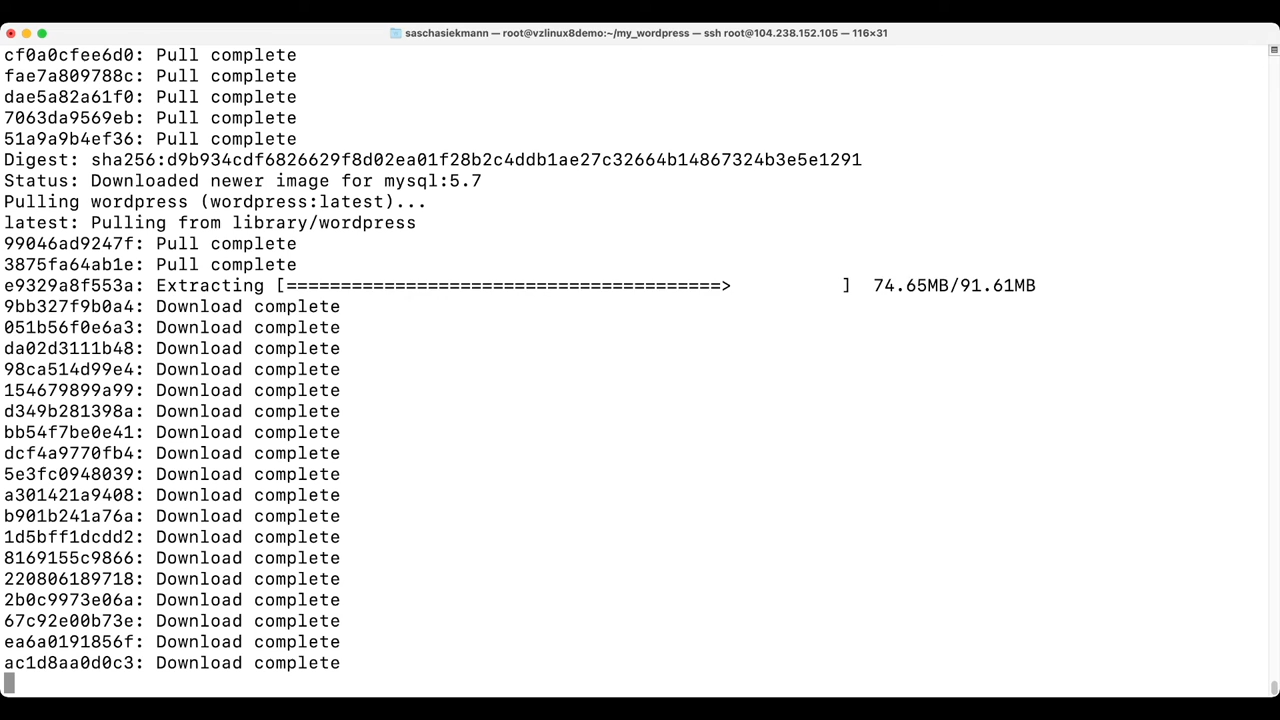 saschasiekmann — root@vzlinux8demo:~/my_wordpress — ssh root@104.238.152.105 — 116×31
cf0a0cfee6d0: Pull complete
fae7a809788c: Pull complete
dae5a82a61f0: Pull complete
7063da9569eb: Pull complete
51a9a9b4ef36: Pull complete
Digest: sha256:d9b934cdf6826629f8d02ea01f28b2c4ddb1ae27c32664b14867324b3e5e1291
Status: Downloaded newer image for mysql:5.7
Pulling wordpress (wordpress:latest)...
latest: Pulling from library/wordpress
99046ad9247f: Pull complete
3875fa64ab1e: Pull complete
e9329a8f553a: Extracting [========================================>          ]  74.65MB/91.61MB
9bb327f9b0a4: Download complete
051b56f0e6a3: Download complete
da02d3111b48: Download complete
98ca514d99e4: Download complete
154679899a99: Download complete
d349b281398a: Download complete
bb54f7be0e41: Download complete
dcf4a9770fb4: Download complete
5e3fc0948039: Download complete
a301421a9408: Download complete
b901b241a76a: Download complete
1d5bff1dcdd2: Download complete
8169155c9866: Download complete
220806189718: Download complete
2b0c9973e06a: Download complete
67c92e00b73e: Download complete
ea6a0191856f: Download complete
ac1d8aa0d0c3: Download complete